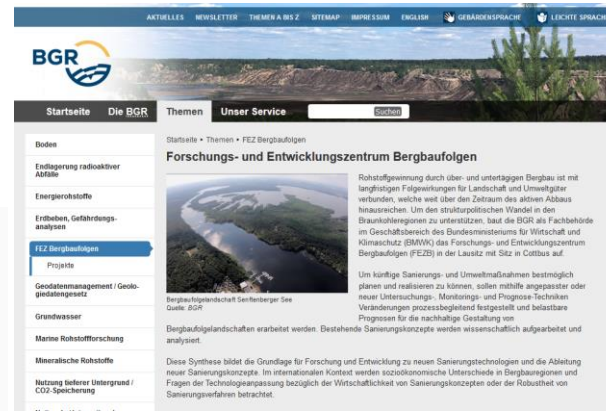 AKTUELLES NEWSLETTER THEMEN A BIS Z SITEMAP IMPRESSUM ENGLISH GEBÄRDENSPRACHE LEICHTE SPRACHE
BGR
Startseite Die BGR Themen Unser Service Suchen
Boden
Endlagerung radioaktiver
Abfälle
Energierohstoffe
Erdbeben, Gefährdungs-
analysen
FEZ Bergbaufolgen
Projekte
Geodatenmanagement / Geolo-
giedatengesetz
Grundwasser
Marine Rohstoffforschung
Mineralische Rohstoffe
Nutzung tieferer Untergrund /
CO2-Speicherung
Startseite • Themen • FEZ Bergbaufolgen
Forschungs- und Entwicklungszentrum Bergbaufolgen
Rohstoffgewinnung durch über- und untertägigen Bergbau ist mit
langfristigen Folgewirkungen für Landschaft und Umweltgüter
verbunden, welche weit über den Zeitraum des aktiven Abbaus
hinausreichen. Um den strukturpolitischen Wandel in den
Braunkohleregionen zu unterstützen, baut die BGR als Fachbehörde
im Geschäftsbereich des Bundesministeriums für Wirtschaft und
Klimaschutz (BMWK) das Forschungs- und Entwicklungszentrum
Bergbaufolgen (FEZB) in der Lausitz mit Sitz in Cottbus auf.
Bergbaufolgelandschaft Senftenberger See
Quelle: BGR
Um künftige Sanierungs- und Umweltmaßnahmen bestmöglich
planen und realisieren zu können, sollen mithilfe angepasster oder
neuer Untersuchungs-, Monitorings- und Prognose-Techniken
Veränderungen prozessbegleitend festgestellt und belastbare
Prognosen für die nachhaltige Gestaltung von
Bergbaufolgelandschaften erarbeitet werden. Bestehende Sanierungskonzepte werden wissenschaftlich aufgearbeitet und
analysiert.
Diese Synthese bildet die Grundlage für Forschung und Entwicklung zu neuen Sanierungstechnologien und die Ableitung
neuer Sanierungskonzepte. Im internationalen Kontext werden sozioökonomische Unterschiede in Bergbauregionen und
Fragen der Technologieanpassung bezüglich der Wirtschaftlichkeit von Sanierungskonzepten oder der Robustheit von
Sanierungsverfahren betrachtet.